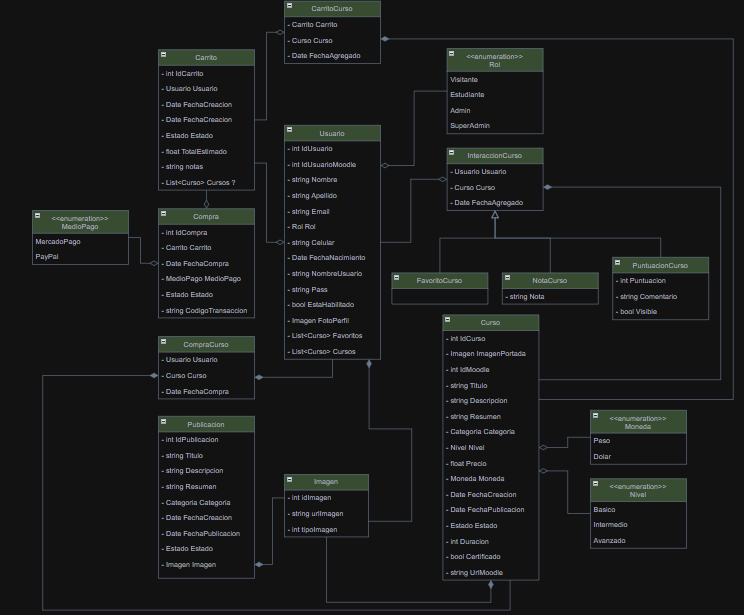 CarritoCurso
- Carrito Carrito
- Curso Curso
- Date FechaAgregado
Carrito
- int IdCarrito
- Usuario Usuario
- Date FechaCreacion
- Date FechaCreacion
- Estado Estado
- float TotalEstimado
- string notas
- List<Curso> Cursos ?
<<enumeration>>
Rol
Visitante
Estudiante
Admin
SuperAdmin
Usuario
- int IdUsuario
- int IdUsuarioMoodle
- string Nombre
- string Apellido
- string Email
- Rol Rol
- string Celular
- Date FechaNacimiento
- string NombreUsuario
- string Pass
- bool EstaHabilitado
- Imagen FotoPerfil
- List<Curso> Favoritos
- List<Curso> Cursos
InteraccionCurso
- Usuario Usuario
- Curso Curso
- Date FechaAgregado
<<enumeration>>
MedioPago
MercadoPago
PayPal
Compra
- int IdCompra
- Carrito Carrito
- Date FechaCompra
- MedioPago MedioPago
- Estado Estado
- string CodigoTransaccion
FavoritoCurso
NotaCurso
- string Nota
PuntuacionCurso
- int Puntuacion
- string Comentario
- bool Visible
CompraCurso
- Usuario Usuario
- Curso Curso
- Date FechaCompra
Curso
- int IdCurso
- Imagen ImagenPortada
- int IdMoodle
- string Titulo
- string Descripcion
- string Resumen
- Categoria Categoria
- Nivel Nivel
- float Precio
- Moneda Moneda
- Date FechaCreacion
- Date FechaPublicacion
- Estado Estado
- int Duracion
- bool Certificado
- string UrlMoodle
<<enumeration>>
Moneda
Peso
Dolar
<<enumeration>>
Nivel
Basico
Intermedio
Avanzado
Publicacion
- int IdPublicacion
- string Titulo
- string Descripcion
- string Resumen
- Categoria Categoria
- Date FechaCreacion
- Date FechaPublicacion
- Estado Estado
- Imagen Imagen
Imagen
- int idImagen
- string urlImagen
- int tipoImagen